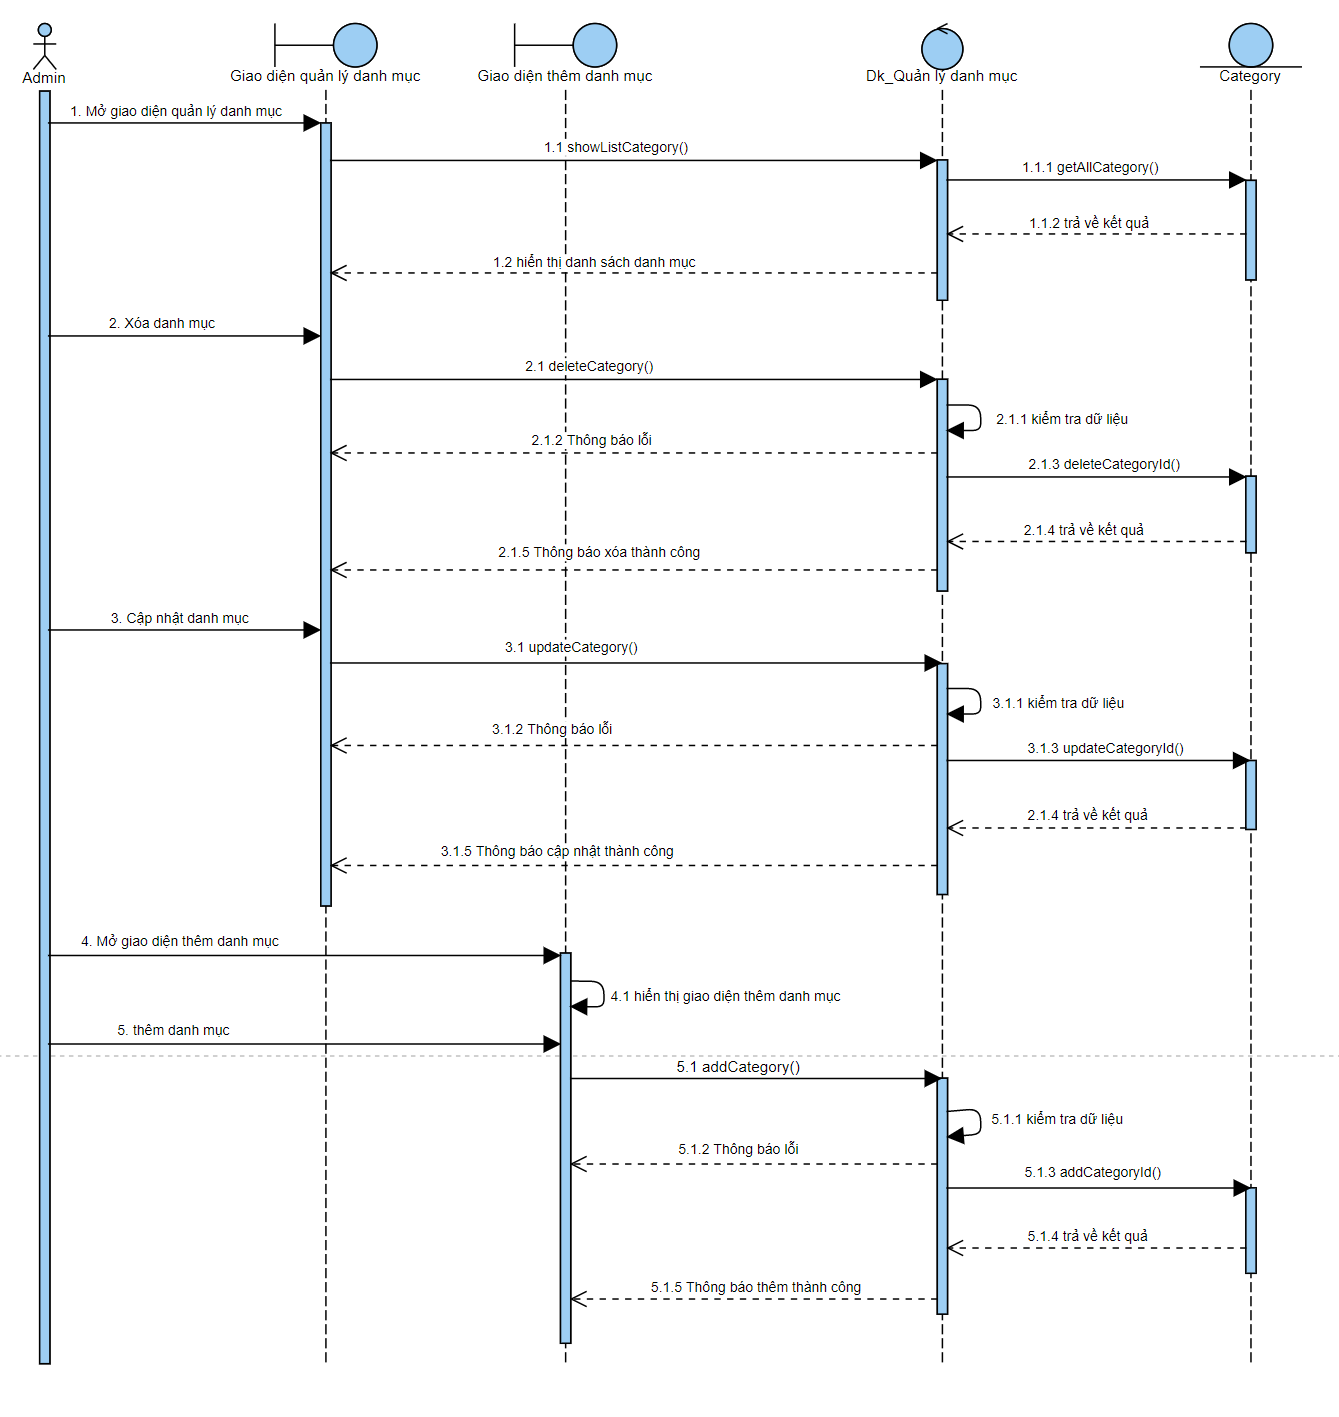 Admin
Giao diện quản lý danh mục
Giao diện thêm danh mục
Dk_Quản lý danh mục
Category
1. Mở giao diện quản lý danh mục
1.1 showListCategory()
1.1.1 getAllCategory()
1.1.2 trả về kết quả
1.2 hiển thị danh sách danh mục
2. Xóa danh mục
2.1 deleteCategory()
2.1.1 kiểm tra dữ liệu
2.1.2 Thông báo lỗi
2.1.3 deleteCategoryId()
2.1.4 trả về kết quả
2.1.5 Thông báo xóa thành công
3. Cập nhật danh mục
3.1 updateCategory()
3.1.1 kiểm tra dữ liệu
3.1.2 Thông báo lỗi
3.1.3 updateCategoryId()
2.1.4 trả về kết quả
3.1.5 Thông báo cập nhật thành công
4. Mở giao diện thêm danh mục
4.1 hiển thị giao diện thêm danh mục
5. thêm danh mục
5.1 addCategory()
5.1.1 kiểm tra dữ liệu
5.1.2 Thông báo lỗi
5.1.3 addCategoryId()
5.1.4 trả về kết quả
5.1.5 Thông báo thêm thành công